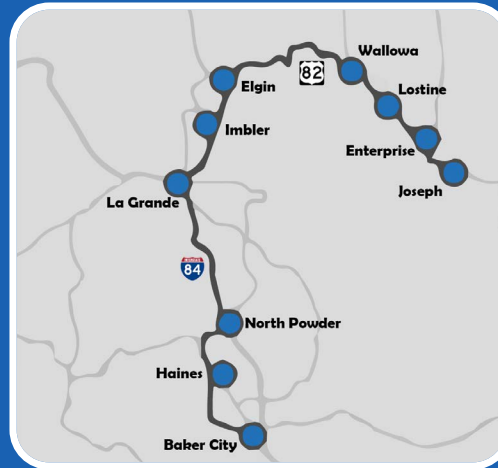 Wallowa
82
Elgin
Lostine
Imbler
Enterprise
Joseph
La Grande
84
North Powder
Haines
Baker City